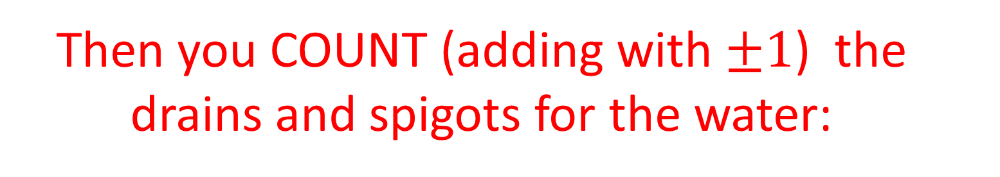 Then you COUNT (adding with ±1) the
drains and spigots for the water: